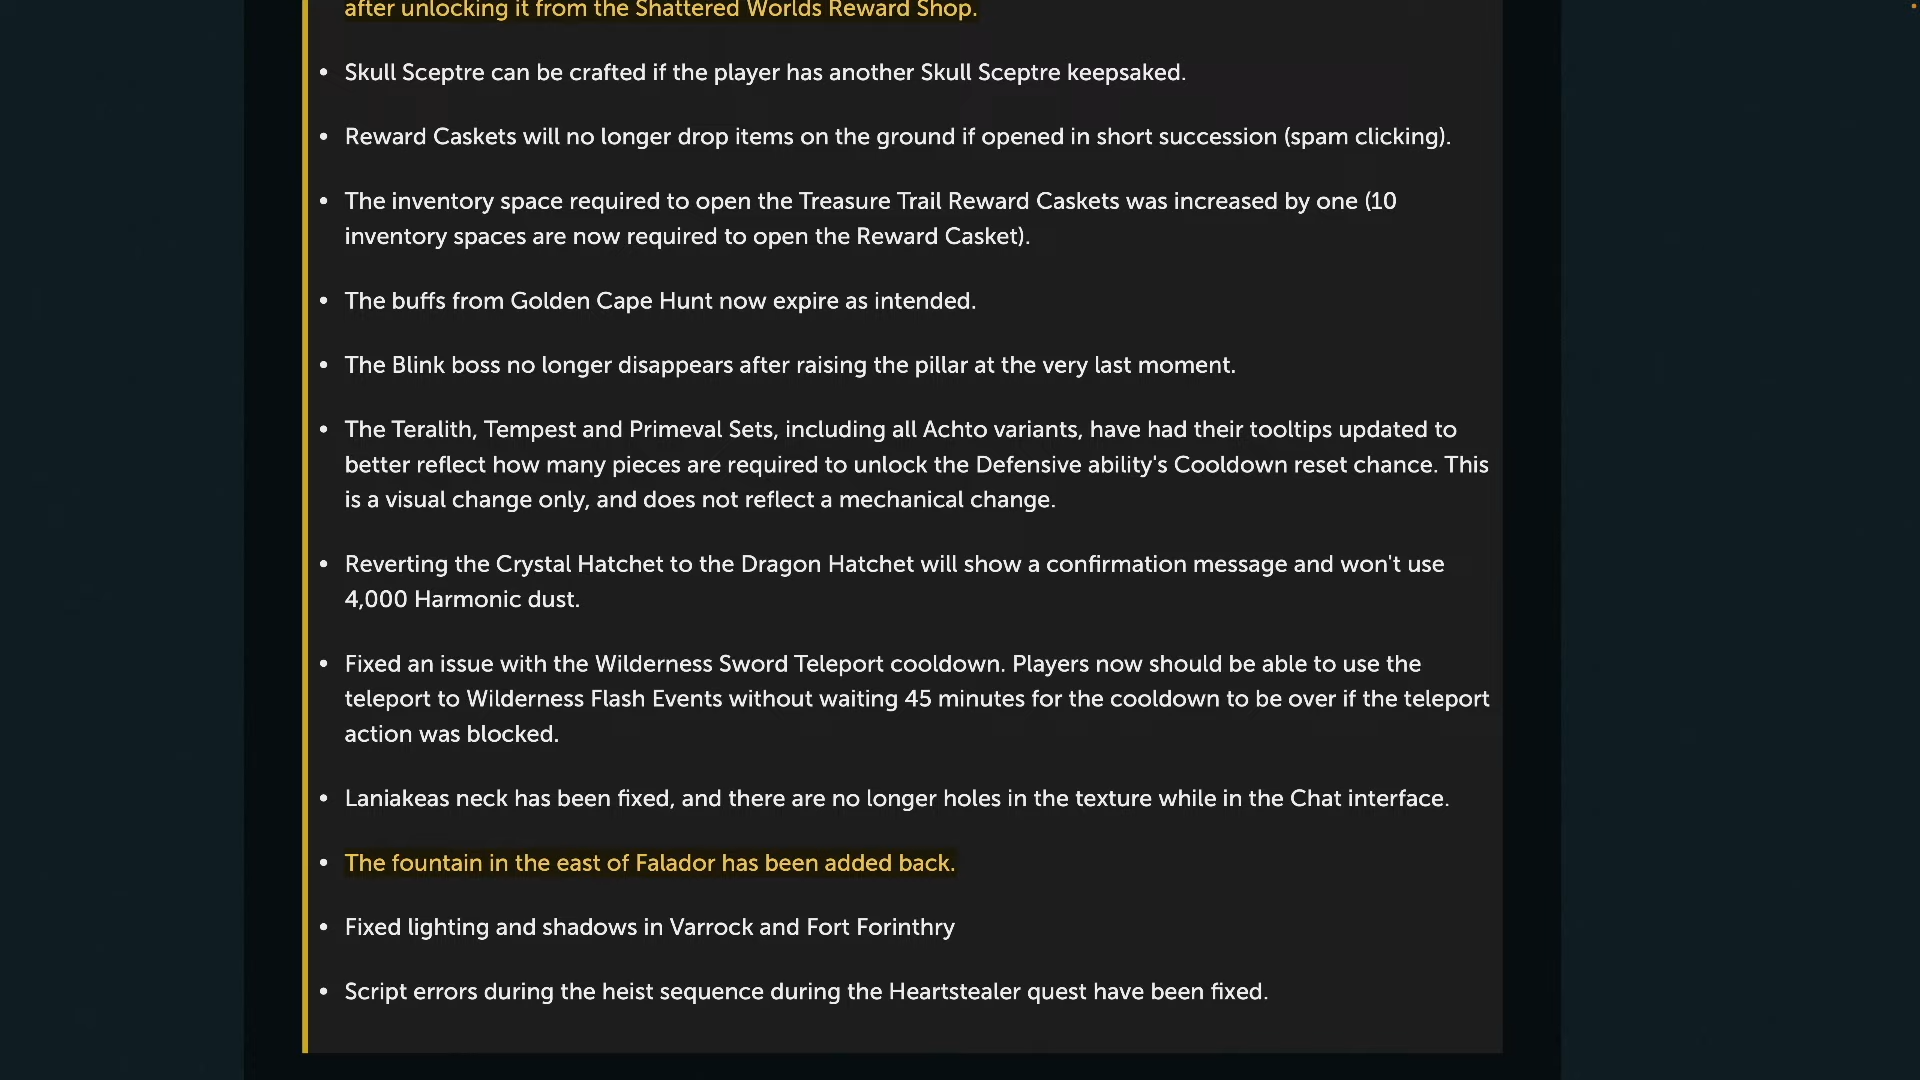 after unlocking it from the Shattered Worlds Reward Shop.
• Skull Sceptre can be crafted if the player has another Skull Sceptre keepsaked.
• Reward Caskets will no longer drop items on the ground if opened in short succession (spam clicking).
• The inventory space required to open the Treasure Trail Reward Caskets was increased by one (10
inventory spaces are now required to open the Reward Casket).
• The buffs from Golden Cape Hunt now expire as intended.
• The Blink boss no longer disappears after raising the pillar at the very last moment.
• The Teralith, Tempest and Primeval Sets, including all Achto variants, have had their tooltips updated to
better reflect how many pieces are required to unlock the Defensive ability's Cooldown reset chance. This
is a visual change only, and does not reflect a mechanical change.
• Reverting the Crystal Hatchet to the Dragon Hatchet will show a confirmation message and won't use
4,000 Harmonic dust.
• Fixed an issue with the Wilderness Sword Teleport cooldown. Players now should be able to use the
teleport to Wilderness Flash Events without waiting 45 minutes for the cooldown to be over if the teleport
action was blocked.
• Laniakeas neck has been fixed, and there are no longer holes in the texture while in the Chat interface.
• The fountain in the east of Falador has been added back.
• Fixed lighting and shadows in Varrock and Fort Forinthry
• Script errors during the heist sequence during the Heartstealer quest have been fixed.